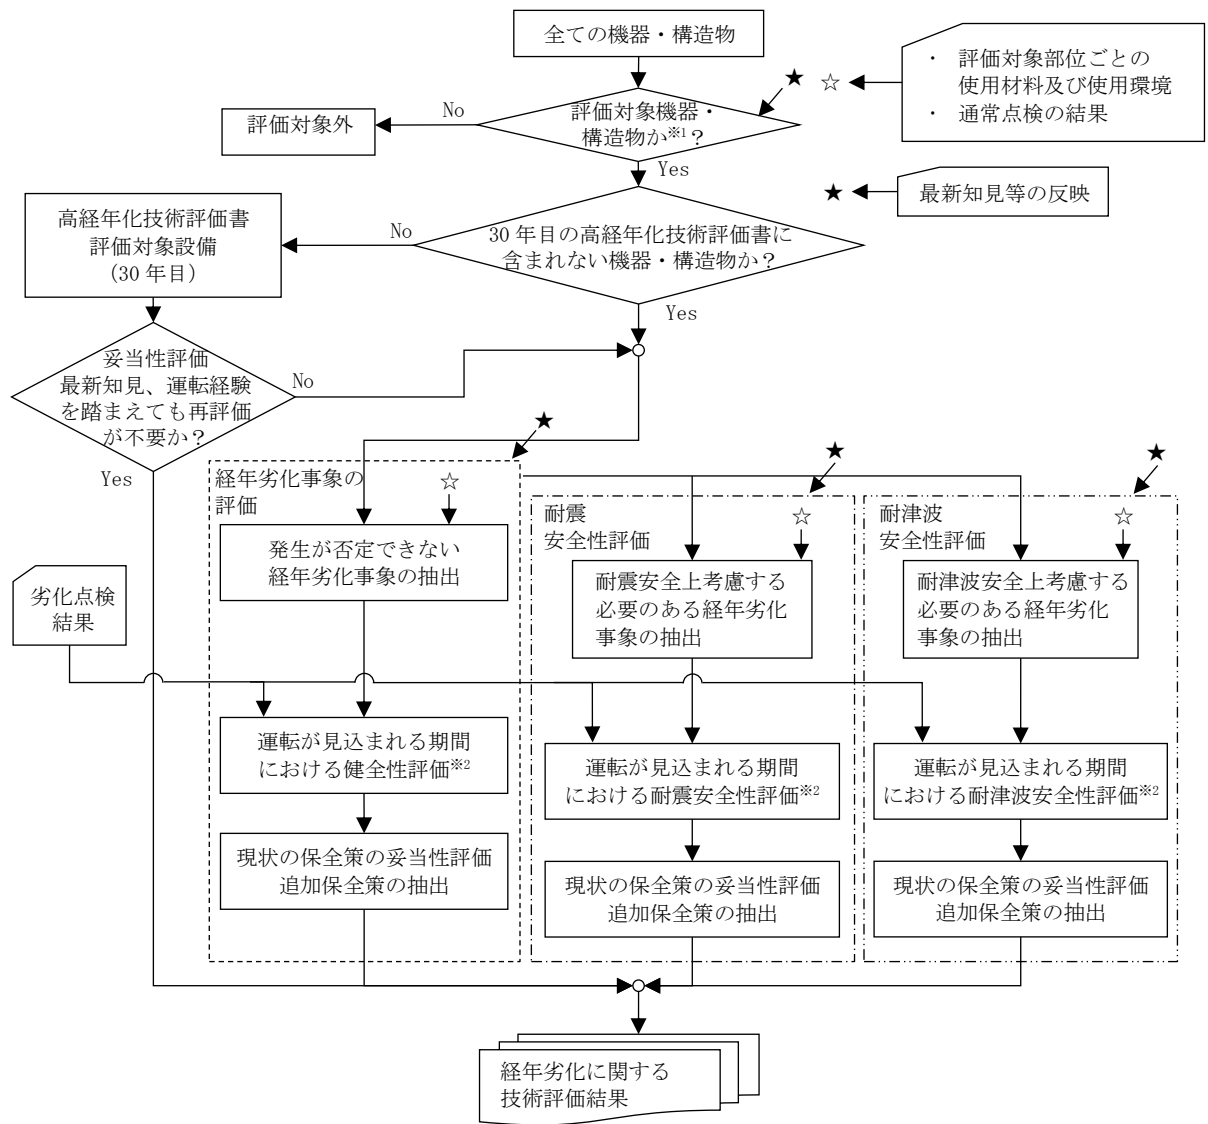 全ての機器・構造物
★ ☆
・ 評価対象部位ごとの
使用材料及び使用環境
・ 通常点検の結果
評価対象機器・
構造物か※1？
No
評価対象外
Yes
★
最新知見等の反映
30 年目の高経年化技術評価書に
含まれない機器・構造物か？
No
高経年化技術評価書
評価対象設備
（30 年目）
Yes
妥当性評価
最新知見、運転経験
を踏まえても再評価
が不要か？
No
Yes
★
経年劣化事象の
評価
☆
発生が否定できない
経年劣化事象の抽出
★
耐震
安全性評価
☆
耐震安全上考慮する
必要のある経年劣化
事象の抽出
★
耐津波
安全性評価
☆
耐津波安全上考慮する
必要のある経年劣化
事象の抽出
劣化点検
結果
運転が見込まれる期間
における健全性評価※2
運転が見込まれる期間
における耐震安全性評価※2
運転が見込まれる期間
における耐津波安全性評価※2
現状の保全策の妥当性評価
追加保全策の抽出
現状の保全策の妥当性評価
追加保全策の抽出
現状の保全策の妥当性評価
追加保全策の抽出
経年劣化に関する
技術評価結果